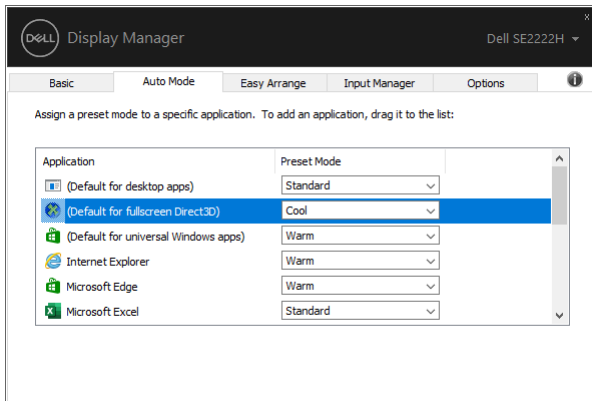 DELL Display Manager Dell SE2222H
x
Basic Auto Mode Easy Arrange Input Manager Options i
Assign a preset mode to a specific application. To add an application, drag it to the list:
Application Preset Mode
(Default for desktop apps) Standard
(Default for fullscreen Direct3D) Cool
(Default for universal Windows apps) Warm
Internet Explorer Warm
Microsoft Edge Warm
Microsoft Excel Standard